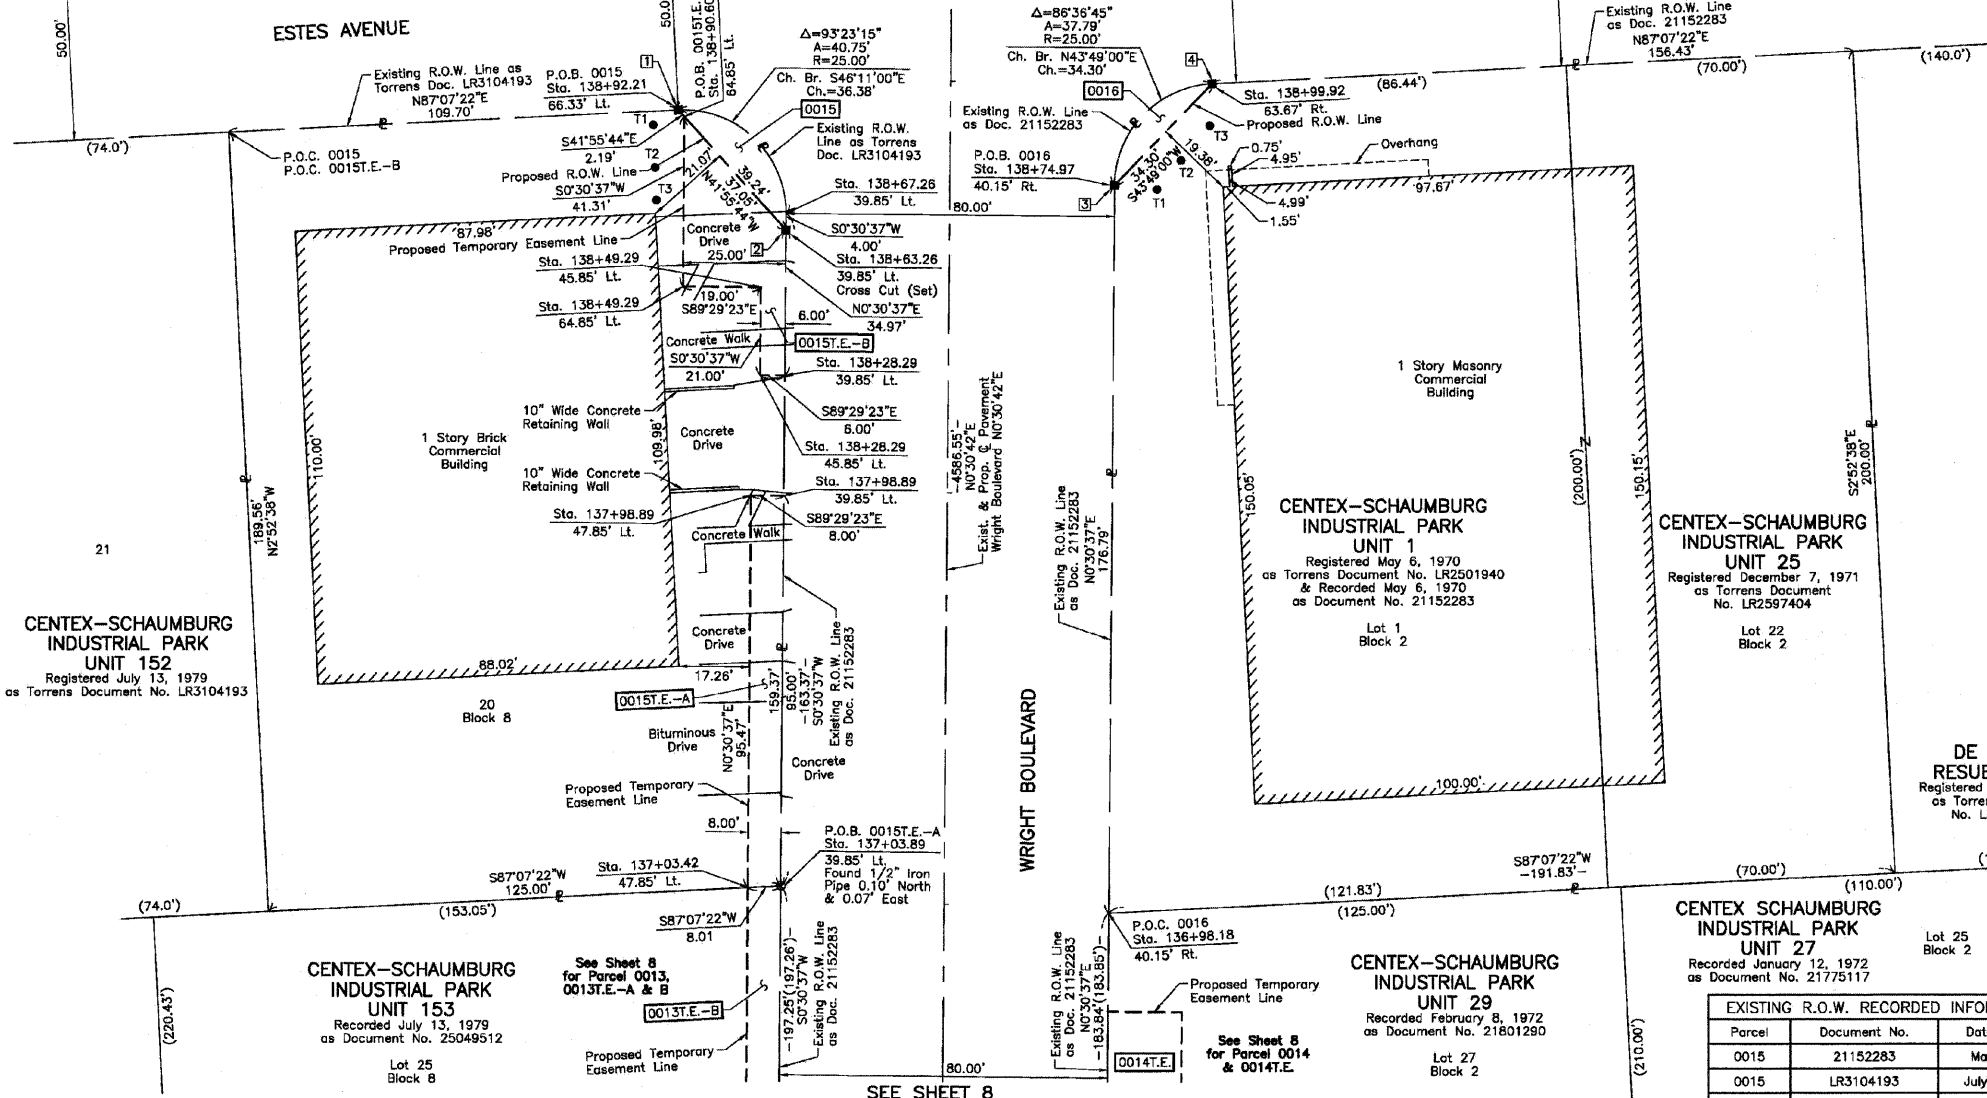 ESTES AVENUE
50.00'
50.0
P.O.B. 0015T.E.
Sta. 138+90.60
64.85' Lt.
Existing R.O.W. Line as
Torrens Doc. LR3104193
N87°07'22"E
109.70'
P.O.B. 0015
Sta. 138+92.21
66.33' Lt.
1
Δ=93°23'15"
A=40.75'
R=25.00'
Ch. Br. S46°11'00"E
Ch.=36.38'
0015
Existing R.O.W.
Line as Torrens
Doc. LR3104193
Δ=86°36'45"
A=37.79'
R=25.00'
Ch. Br. N43°49'00"E
Ch.=34.30'
0016
4
Existing R.O.W. Line
as Doc. 21152283
Existing R.O.W. Line
as Doc. 21152283
N87°07'22"E
156.43'
(86.44')
(70.00')
(140.0')
Sta. 138+99.92
63.67' Rt.
Proposed R.O.W. Line
P.O.B. 0016
Sta. 138+74.97
40.15' Rt.
3
T1
T2
T3
34.30'
S43°49'00"W
19.38'
0.75'
4.95'
Overhang
97.67'
4.99'
1.55'
(74.0')
P.O.C. 0015
P.O.C. 0015T.E.-B
T1
S41°55'44"E
2.19'
T2
Proposed R.O.W. Line
S0°30'37"W
41.31'
T3
21.07'
39.24'
37.05'
N41°55'44"W
87.98'
Proposed Temporary Easement Line
Concrete
Drive
25.00'
2
Sta. 138+67.26
39.85' Lt.
80.00'
S0°30'37"W
4.00'
Sta. 138+63.26
39.85' Lt.
Cross Cut (Set)
N0°30'37"E
34.97'
Sta. 138+49.29
45.85' Lt.
Sta. 138+49.29
64.85' Lt.
19.00'
S89°29'23"E
6.00'
Concrete Walk
0015T.E.-B
S0°30'37"W
21.00'
Sta. 138+28.29
39.85' Lt.
S89°29'23"E
6.00'
Sta. 138+28.29
45.85' Lt.
10" Wide Concrete
Retaining Wall
Concrete
Drive
109.98'
110.00'
1 Story Brick
Commercial
Building
10" Wide Concrete
Retaining Wall
Sta. 137+98.89
39.85' Lt.
Sta. 137+98.89
47.85' Lt.
S89°29'23"E
8.00'
Concrete Walk
189.56'
N2°52'38"W
21
CENTEX-SCHAUMBURG
INDUSTRIAL PARK
UNIT 152
Registered July 13, 1979
as Torrens Document No. LR3104193
88.02'
20
Block 8
Concrete
Drive
17.26'
0015T.E.-A
159.37'
95.00'
-163.37'-
S0°30'37"W
Existing R.O.W. Line
as Doc. 21152283
Bituminous
Drive
N0°30'37"E
95.47'
Concrete
Drive
Proposed Temporary
Easement Line
8.00'
P.O.B. 0015T.E.-A
Sta. 137+03.89
39.85' Lt.
Found 1/2" Iron
Pipe 0.10' North
& 0.07' East
Sta. 137+03.42
47.85' Lt.
S87°07'22"W
125.00'
(74.0')
(153.05')
S87°07'22"W
8.01
(220.43')
CENTEX-SCHAUMBURG
INDUSTRIAL PARK
UNIT 153
Recorded July 13, 1979
as Document No. 25049512
Lot 25
Block 8
See Sheet 8
for Parcel 0013,
0013T.E.-A & B
0013T.E.-B
Proposed Temporary
Easement Line
-197.25'(197.26')-
S0°30'37"W
Existing R.O.W. Line
as Doc. 21152283
80.00'
SEE SHEET 8
-4586.55'-
N0°30'42"E
Exist. & Prop. ℄ Pavement
Wright Boulevard N0°30'42"E
WRIGHT BOULEVARD
Existing R.O.W. Line
as Doc. 21152283
N0°30'37"E
176.79'
1 Story Masonry
Commercial
Building
150.05'
(200.00')
150.15'
S2°52'38"E
200.00'
CENTEX-SCHAUMBURG
INDUSTRIAL PARK
UNIT 1
Registered May 6, 1970
as Torrens Document No. LR2501940
& Recorded May 6, 1970
as Document No. 21152283
Lot 1
Block 2
CENTEX-SCHAUMBURG
INDUSTRIAL PARK
UNIT 25
Registered December 7, 1971
as Torrens Document
No. LR2597404
Lot 22
Block 2
100.00'
DE
RESUB
Registered
as Torre
No. L
S87°07'22"W
-191.83'-
(70.00')
(110.00')
(121.83')
(125.00')
P.O.C. 0016
Sta. 136+98.18
40.15' Rt.
Existing R.O.W. Line
as Doc. 21152283
N0°30'37"E
-183.84'(183.85')-
Proposed Temporary
Easement Line
0014T.E.
See Sheet 8
for Parcel 0014
& 0014T.E.
CENTEX-SCHAUMBURG
INDUSTRIAL PARK
UNIT 29
Recorded February 8, 1972
as Document No. 21801290
Lot 27
Block 2
(210.00')
CENTEX SCHAUMBURG
INDUSTRIAL PARK
UNIT 27
Recorded January 12, 1972
as Document No. 21775117
Lot 25
Block 2
EXISTING R.O.W. RECORDED INFO
Parcel Document No. Dat
0015 21152283 Ma
0015 LR3104193 July